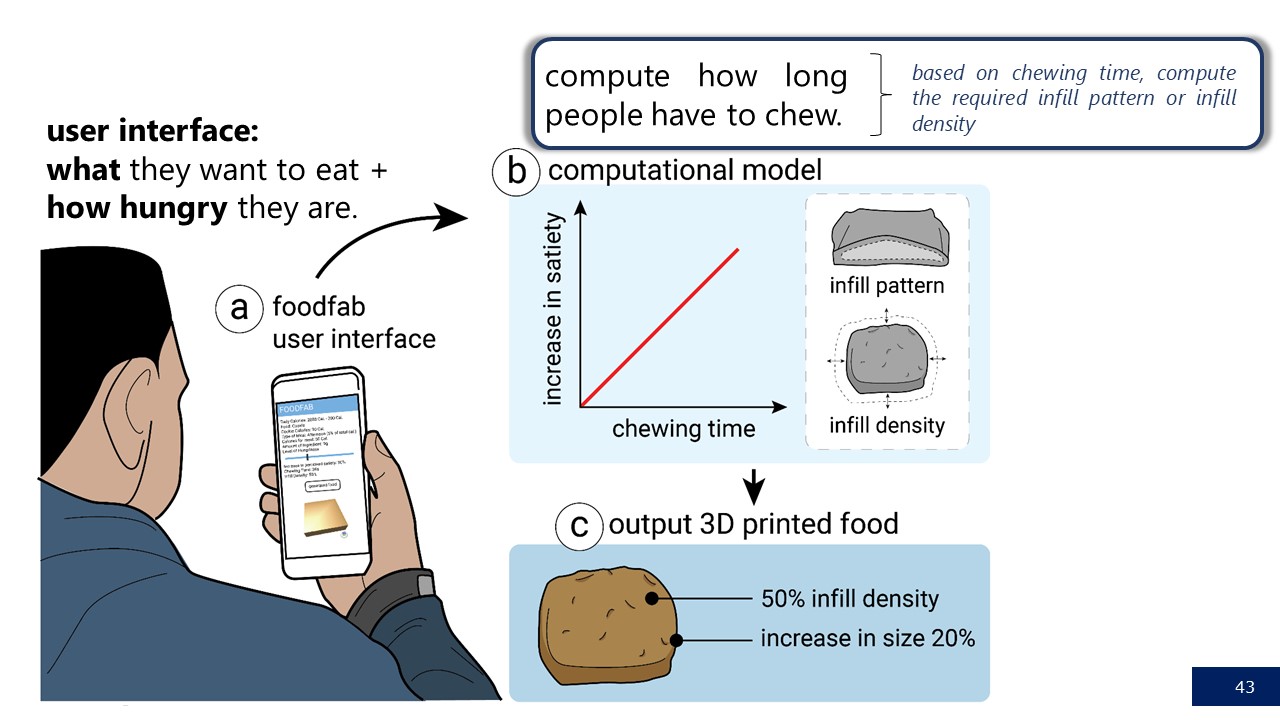 compute how long
people have to chew.
based on chewing time, compute
the required infill pattern or infill
density
user interface:
what they want to eat +
how hungry they are.
b computational model
increase in satiety
chewing time
infill pattern
infill density
a foodfab
user interface
FOODFAB
c output 3D printed food
50% infill density
increase in size 20%
43